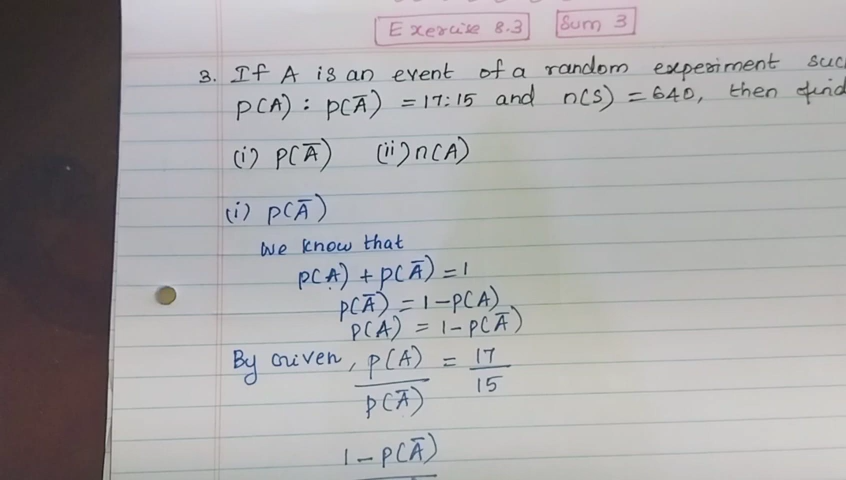 Exercise 8.3 Sum 3
3. If A is an event of a random experiment suc
P(A) : P(A̅) = 17:15 and n(S) = 640, then find
(i) P(A̅) (ii) n(A)
(i) P(A̅)
We know that
P(A) + P(A̅) = 1
P(A̅) = 1 - P(A)
P(A) = 1 - P(A̅)
By Given, P(A) / P(A̅) = 17 / 15
1 - P(A̅)